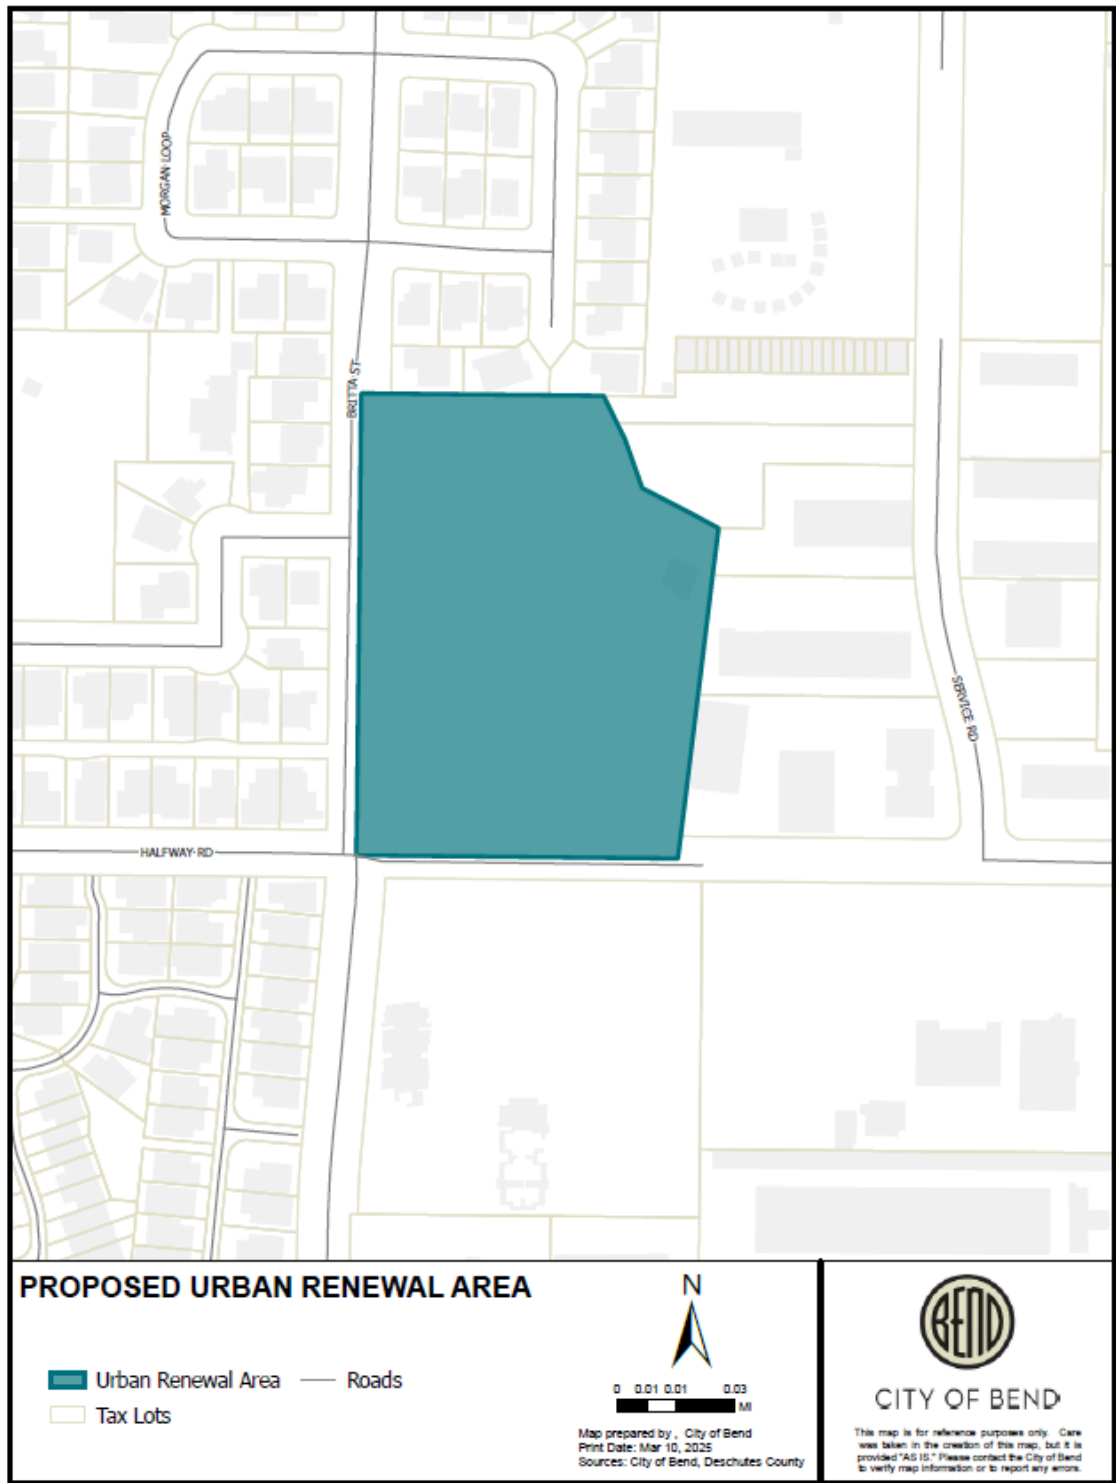 MORGAN LOOP
BRITTA ST
SERVICE RD
HALFWAY RD
PROPOSED URBAN RENEWAL AREA
Urban Renewal Area
Roads
Tax Lots
N
0 0.01 0.01 0.03
MI
Map prepared by , City of Bend
Print Date: Mar 10, 2025
Sources: City of Bend, Deschutes County
BEND
CITY OF BEND
This map is for reference purposes only. Care
was taken in the creation of this map, but it is
provided "AS IS." Please contact the City of Bend
to verify map information or to report any errors.